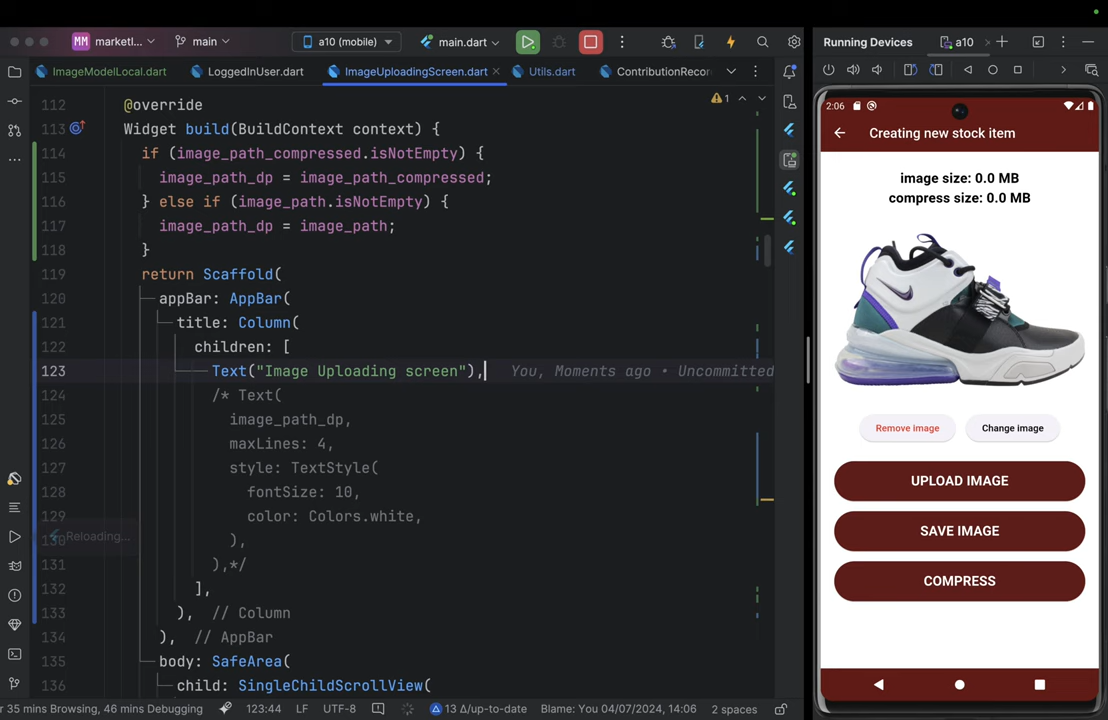 MM marketl...
main
a10 (mobile)
main.dart
Running Devices
a10
ImageModelLocal.dart
LoggedInUser.dart
ImageUploadingScreen.dart
Utils.dart
ContributionRecor
112 @override
113 Widget build(BuildContext context) {
114 if (image_path_compressed.isNotEmpty) {
115 image_path_dp = image_path_compressed;
116 } else if (image_path.isNotEmpty) {
117 image_path_dp = image_path;
118 }
119 return Scaffold(
120 appBar: AppBar(
121 title: Column(
122 children: [
123 Text("Image Uploading screen"), You, Moments ago • Uncommitted
124 /* Text(
125 image_path_dp,
126 maxLines: 4,
127 style: TextStyle(
128 fontSize: 10,
129 color: Colors.white,
130 ),
131 ),*/
132 ],
133 ), // Column
134 ), // AppBar
135 body: SafeArea(
136 child: SingleChildScrollView(
Reloading...
1
r 35 mins Browsing, 46 mins Debugging
123:44
LF
UTF-8
13 Δ/up-to-date
Blame: You 04/07/2024, 14:06
2 spaces
2:06
Creating new stock item
image size: 0.0 MB
compress size: 0.0 MB
Remove image
Change image
UPLOAD IMAGE
SAVE IMAGE
COMPRESS